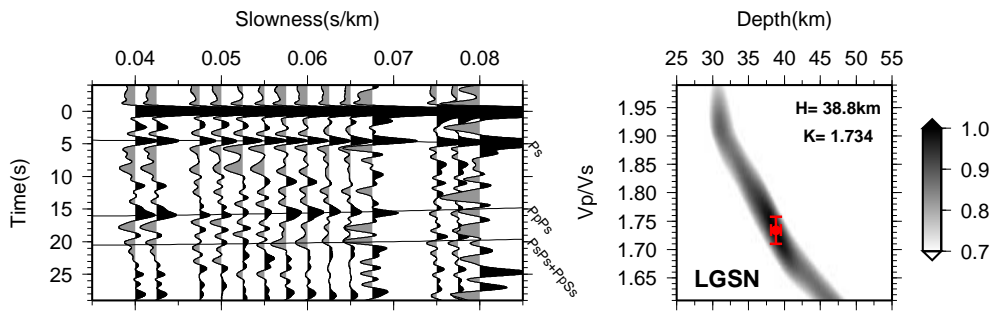 Slowness(s/km)
0.04 0.05 0.06 0.07 0.08
Time(s)
0
5
10
15
20
25
Ps
PpPs
PsPs+PpSs
Depth(km)
25 30 35 40 45 50 55
Vp/Vs
1.95
1.90
1.85
1.80
1.75
1.70
1.65
H= 38.8km
K= 1.734
LGSN
1.0
0.9
0.8
0.7